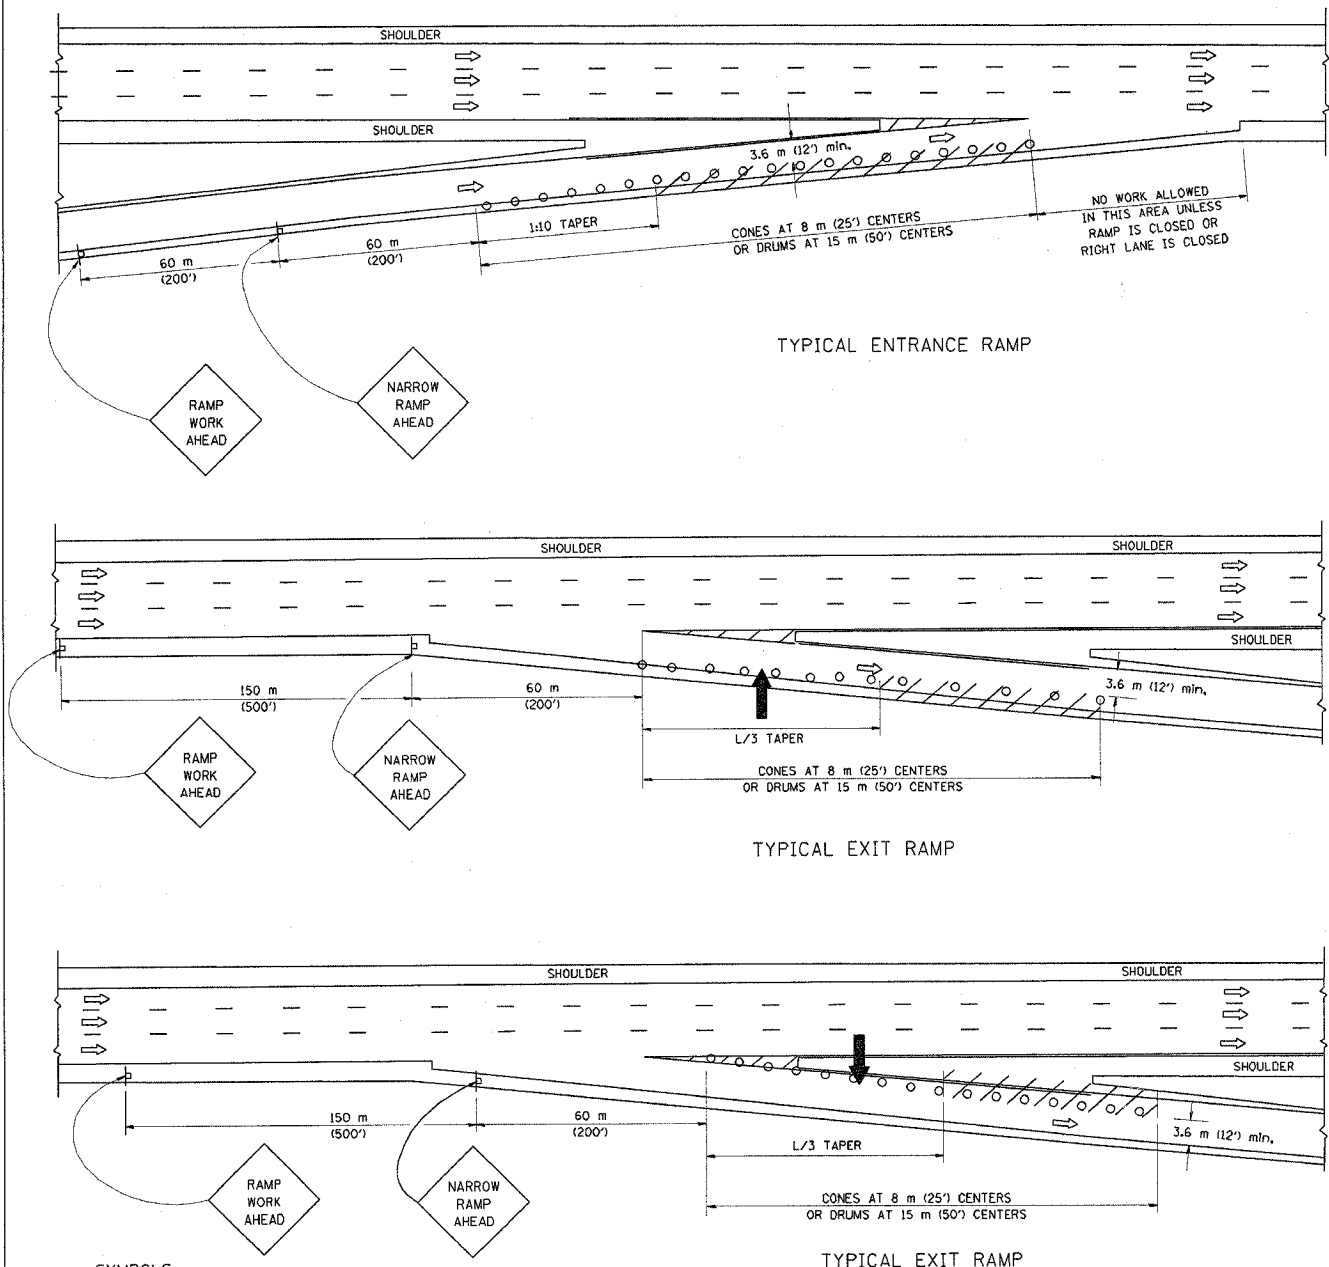 SHOULDER
SHOULDER
3.6 m (12') min.
1:10 TAPER
CONES AT 8 m (25') CENTERS
OR DRUMS AT 15 m (50') CENTERS
NO WORK ALLOWED
IN THIS AREA UNLESS
RAMP IS CLOSED OR
RIGHT LANE IS CLOSED
60 m
(200')
60 m
(200')
TYPICAL ENTRANCE RAMP
RAMP
WORK
AHEAD
NARROW
RAMP
AHEAD
SHOULDER
SHOULDER
SHOULDER
3.6 m (12') min.
150 m
(500')
60 m
(200')
L/3 TAPER
CONES AT 8 m (25') CENTERS
OR DRUMS AT 15 m (50') CENTERS
RAMP
WORK
AHEAD
NARROW
RAMP
AHEAD
TYPICAL EXIT RAMP
SHOULDER
SHOULDER
SHOULDER
150 m
(500')
60 m
(200')
3.6 m (12') min.
L/3 TAPER
CONES AT 8 m (25') CENTERS
OR DRUMS AT 15 m (50') CENTERS
RAMP
WORK
AHEAD
NARROW
RAMP
AHEAD
TYPICAL EXIT RAMP
SYMBOLS